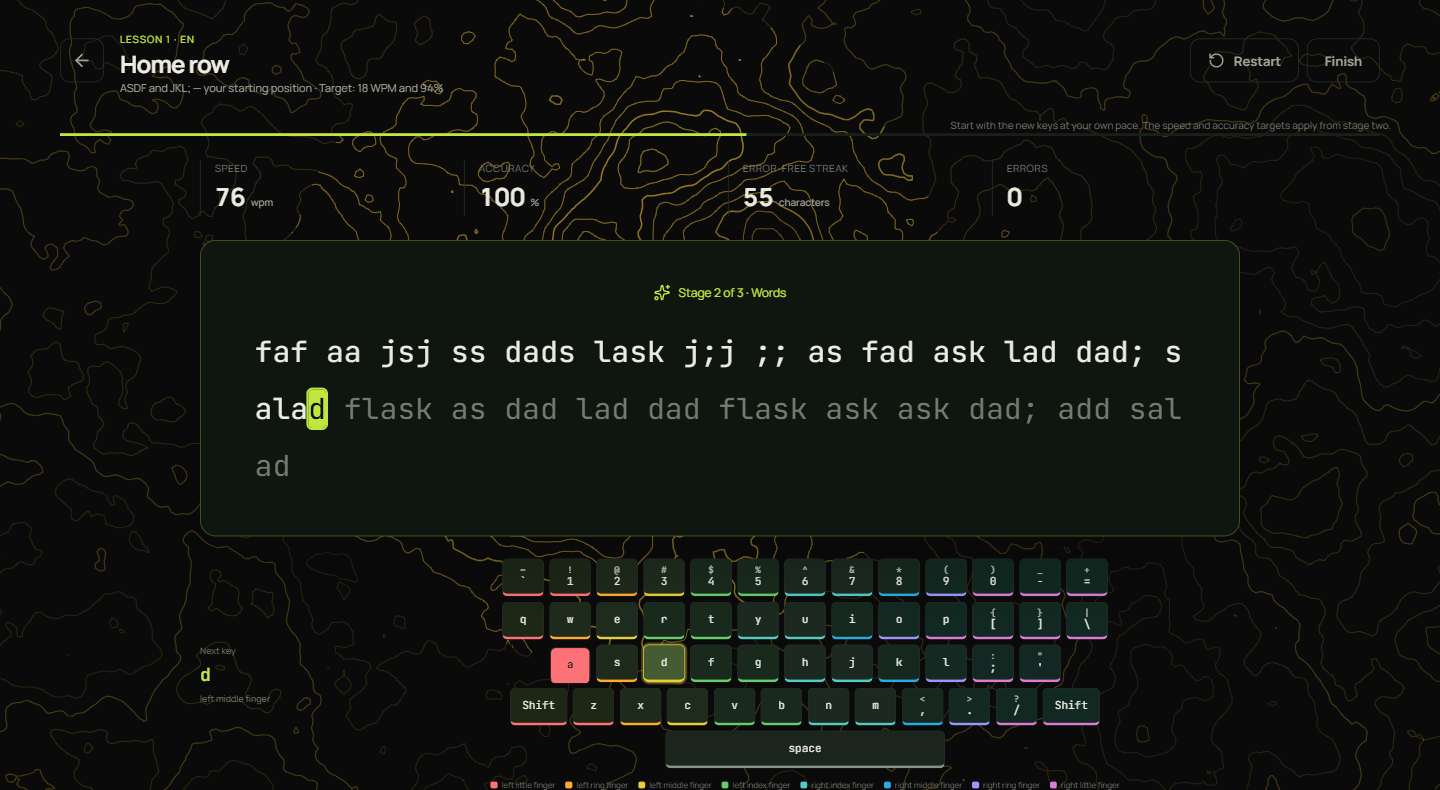 LESSON 1 · EN
Home row
ASDF and JKL; — your starting position · Target: 18 WPM and 94%
Restart
Finish
Start with the new keys at your own pace. The speed and accuracy targets apply from stage two.
SPEED
76 wpm
ACCURACY
100 %
ERROR-FREE STREAK
55 characters
ERRORS
0
Stage 2 of 3 · Words
faf aa jsj ss dads lask j;j ;; as fad ask lad dad; s
alad flask as dad lad dad flask ask ask dad; add sal
ad
~ ! @ # $ % ^ & * ( ) _ +
` 1 2 3 4 5 6 7 8 9 0 - =
{ } |
q w e r t y u i o p [ ] \
: "
a s d f g h j k l ; '
< > ?
Shift z x c v b n m , . / Shift
space
Next key
d
left middle finger
left little finger left ring finger left middle finger left index finger right index finger right middle finger right ring finger right little finger